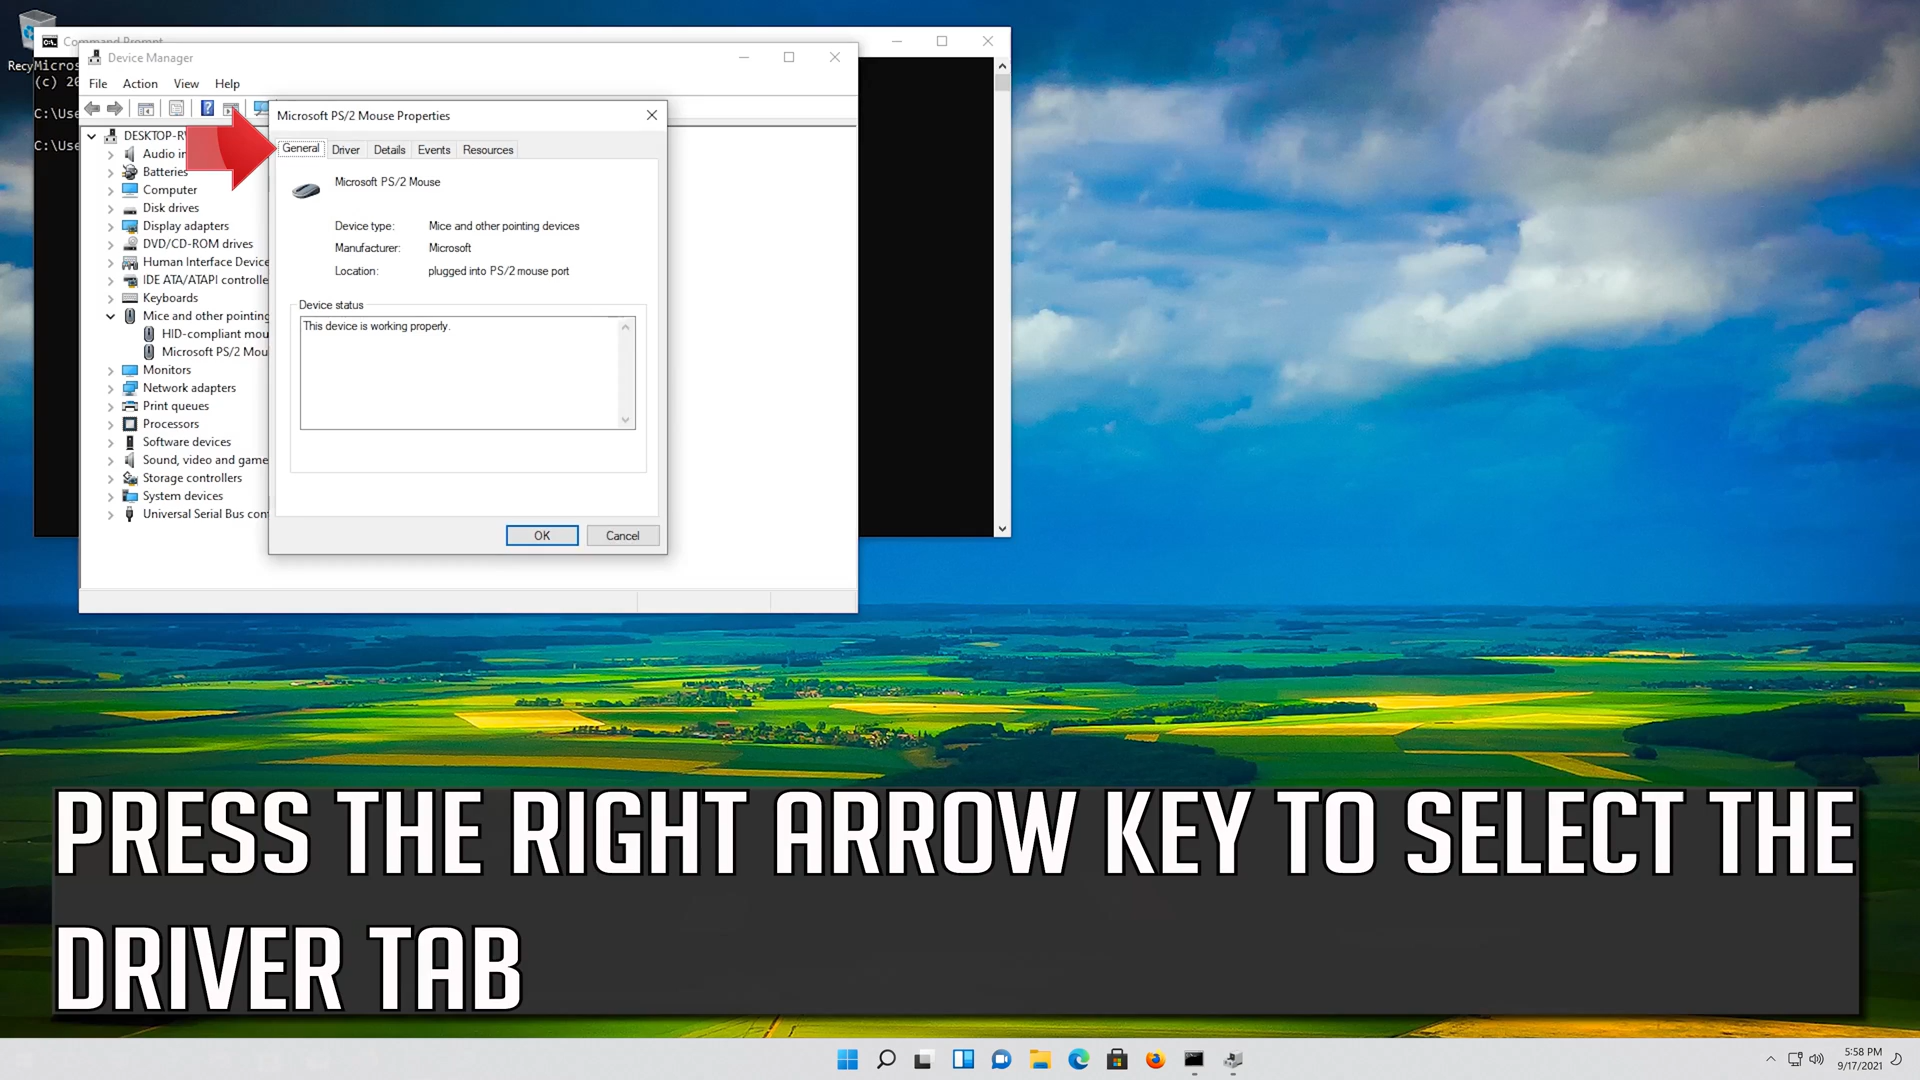 Command Prompt
Recy
Micros
(c) 20
C:\Use
C:\Use
Device Manager
File Action View Help
DESKTOP-R
Audio in
Batteries
Computer
Disk drives
Display adapters
DVD/CD-ROM drives
Human Interface Device
IDE ATA/ATAPI controlle
Keyboards
Mice and other pointing
HID-compliant mou
Microsoft PS/2 Mou
Monitors
Network adapters
Print queues
Processors
Software devices
Sound, video and game
Storage controllers
System devices
Universal Serial Bus con
Microsoft PS/2 Mouse Properties
General Driver Details Events Resources
Microsoft PS/2 Mouse
Device type: Mice and other pointing devices
Manufacturer: Microsoft
Location: plugged into PS/2 mouse port
Device status
This device is working properly.
OK Cancel
PRESS THE RIGHT ARROW KEY TO SELECT THE
DRIVER TAB
5:58 PM
9/17/2021